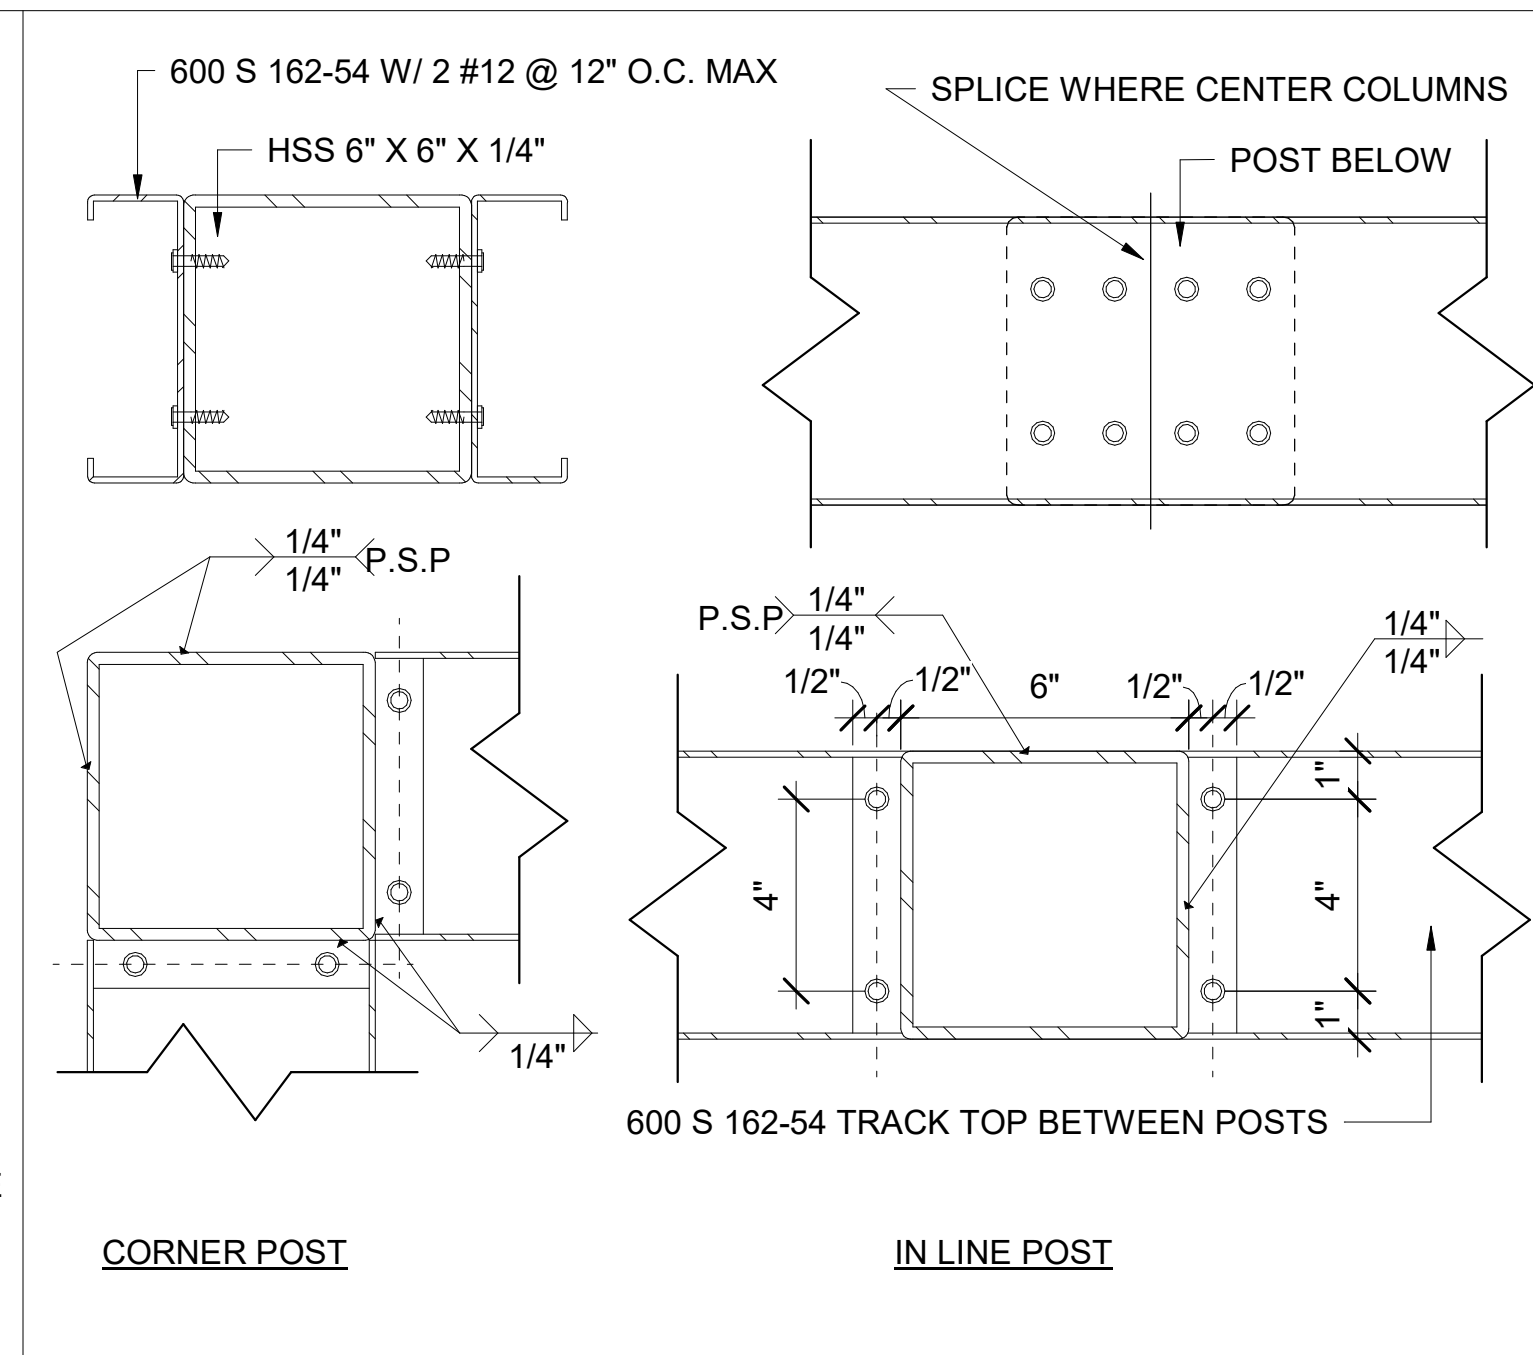 600 S 162-54 W/ 2 #12 @ 12" O.C. MAX
HSS 6" X 6" X 1/4"
SPLICE WHERE CENTER COLUMNS
POST BELOW
1/4"
1/4"
P.S.P
P.S.P
1/4"
1/4"
1/4"
1/4"
1/2"
1/2"
6"
1/2"
1/2"
1"
4"
4"
1"
1/4"
600 S 162-54 TRACK TOP BETWEEN POSTS
CORNER POST
IN LINE POST